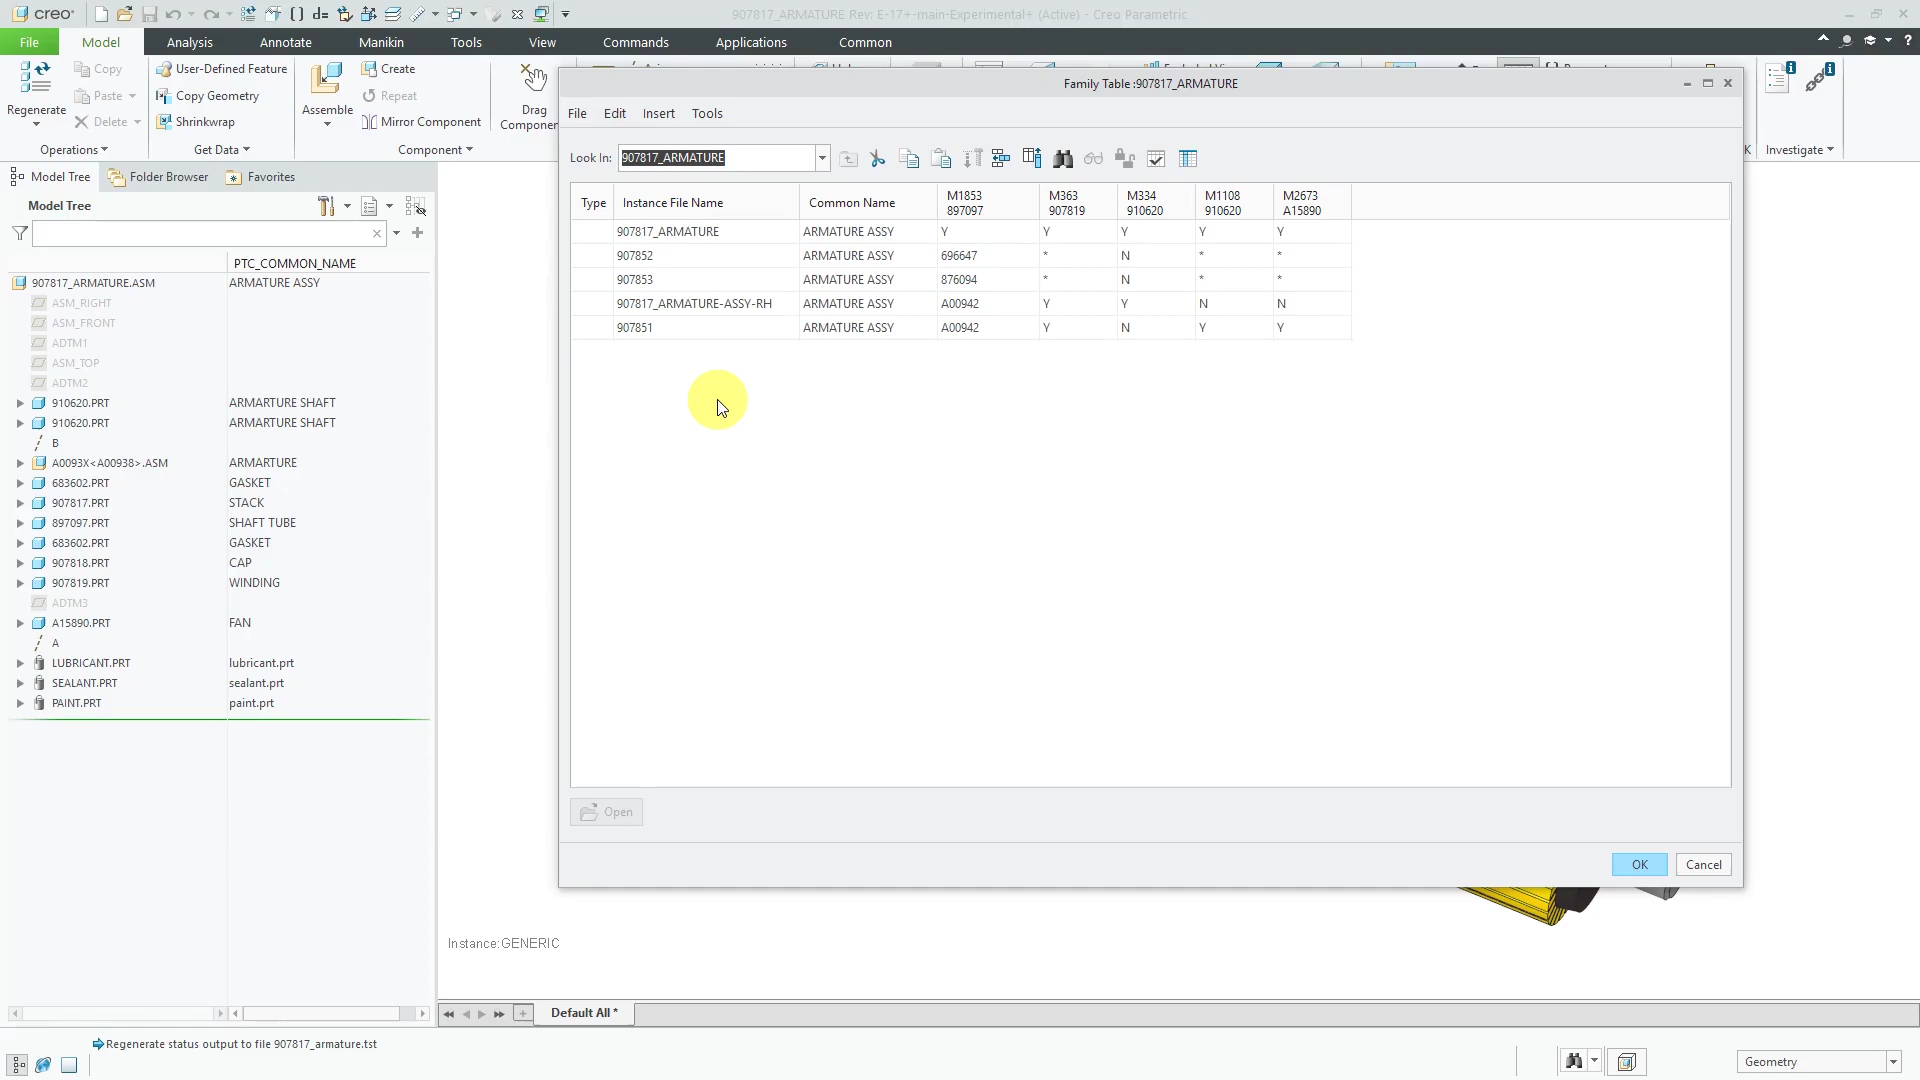 creo
907817_ARMATURE Rev: E-17+-main-Experimental+ (Active) - Creo Parametric
File
Model
Analysis
Annotate
Manikin
Tools
View
Commands
Applications
Common
Regenerate
Copy
Paste
Delete
Operations
User-Defined Feature
Copy Geometry
Shrinkwrap
Get Data
Assemble
Create
Repeat
Mirror Component
Component
Drag
Investigate
Model Tree
Folder Browser
Favorites
Model Tree
PTC_COMMON_NAME
907817_ARMATURE.ASM ARMATURE ASSY
ASM_RIGHT
ASM_FRONT
ADTM1
ASM_TOP
ADTM2
910620.PRT ARMARTURE SHAFT
910620.PRT ARMARTURE SHAFT
B
A0093X<A00938>.ASM ARMARTURE
683602.PRT GASKET
907817.PRT STACK
897097.PRT SHAFT TUBE
683602.PRT GASKET
907818.PRT CAP
907819.PRT WINDING
ADTM3
A15890.PRT FAN
A
LUBRICANT.PRT lubricant.prt
SEALANT.PRT sealant.prt
PAINT.PRT paint.prt
Family Table :907817_ARMATURE
File Edit Insert Tools
Look In: 907817_ARMATURE
Type Instance File Name Common Name M1853 897097 M363 907819 M334 910620 M1108 910620 M2673 A15890
907817_ARMATURE ARMATURE ASSY Y Y Y Y Y
907852 ARMATURE ASSY 696647 * N * *
907853 ARMATURE ASSY 876094 * N * *
907817_ARMATURE-ASSY-RH ARMATURE ASSY A00942 Y Y N N
907851 ARMATURE ASSY A00942 Y N Y Y
Open
OK
Cancel
Instance:GENERIC
Default All *
Regenerate status output to file 907817_armature.tst
Geometry